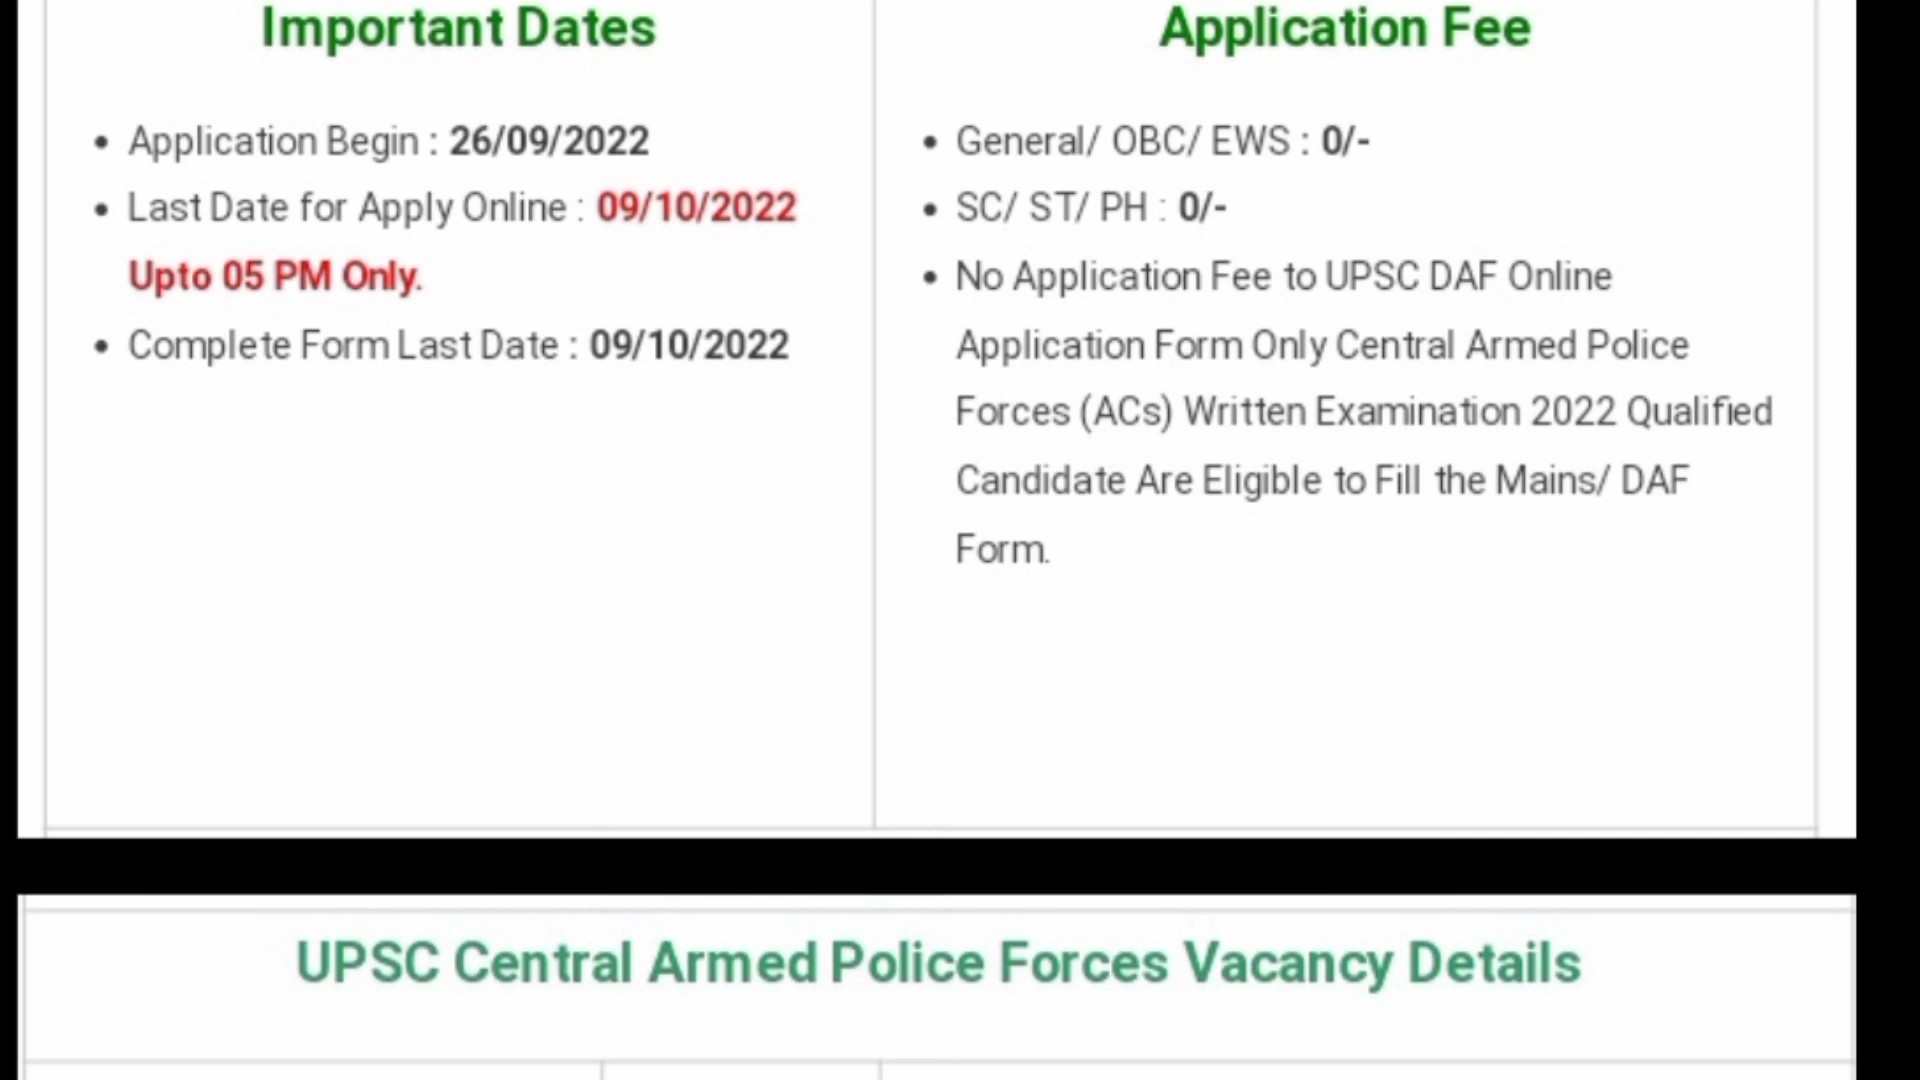 Important Dates
Application Begin : 26/09/2022
Last Date for Apply Online : 09/10/2022
Upto 05 PM Only.
Complete Form Last Date : 09/10/2022
Application Fee
General/ OBC/ EWS : 0/-
SC/ ST/ PH : 0/-
No Application Fee to UPSC DAF Online
Application Form Only Central Armed Police
Forces (ACs) Written Examination 2022 Qualified
Candidate Are Eligible to Fill the Mains/ DAF
Form.
UPSC Central Armed Police Forces Vacancy Details